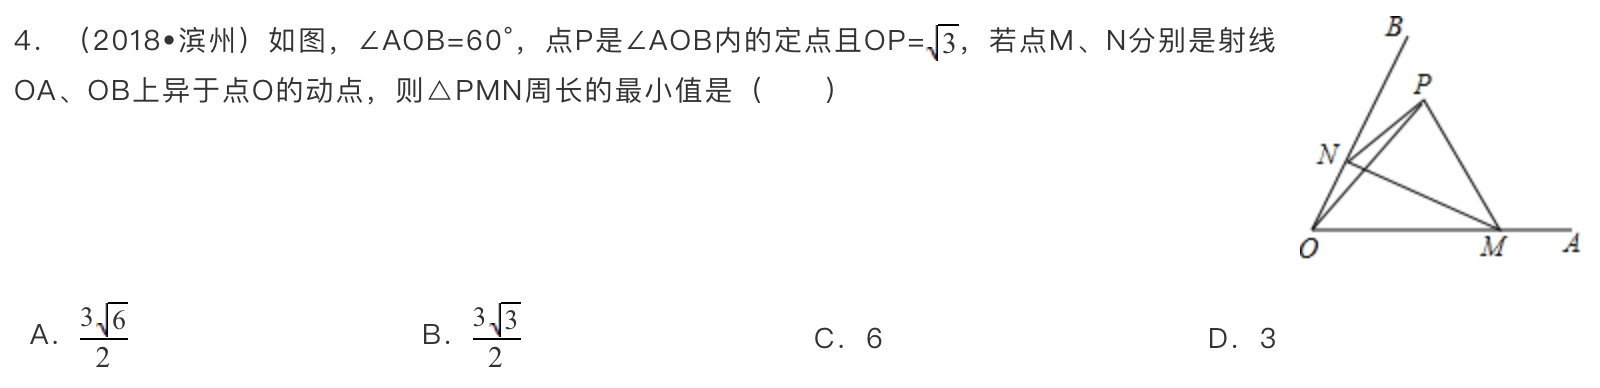 4. （2018•滨州）如图，∠AOB=60°，点P是∠AOB内的定点且OP=√3，若点M、N分别是射线
OA、OB上异于点O的动点，则△PMN周长的最小值是（　　）
B
P
N
O
M
A
A. 3√6/2
B. 3√3/2
C. 6
D. 3